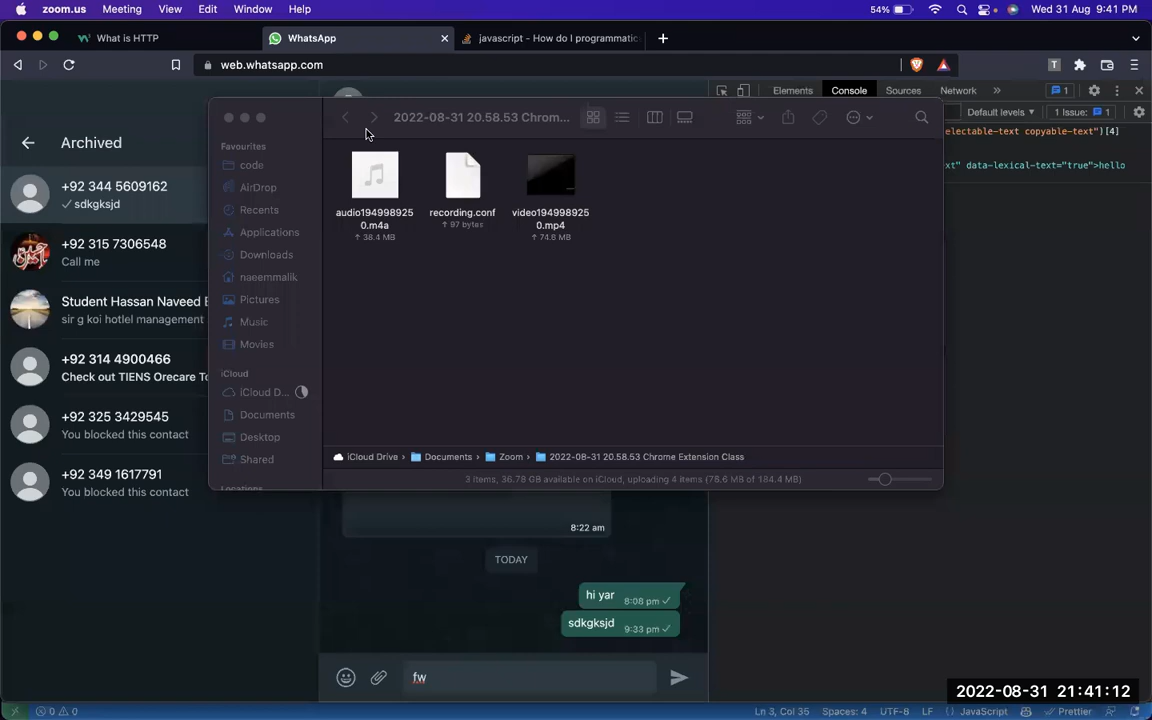 zoom.us Meeting View Edit Window Help 54% Wed 31 Aug 9:41 PM
What is HTTP WhatsApp javascript - How do I programmatic
web.whatsapp.com
Elements Console Sources Network 1
Default levels 1 Issue: 1
electable-text copyable-text")[4]
xt" data-lexical-text="true">hello
Archived
+92 344 5609162
sdkgksjd
+92 315 7306548
Call me
Student Hassan Naveed E
sir g koi hotlel management
+92 314 4900466
Check out TIENS Orecare To
+92 325 3429545
You blocked this contact
+92 349 1617791
You blocked this contact
2022-08-31 20.58.53 Chrom...
Favourites
code
AirDrop
Recents
Applications
Downloads
naeemmalik
Pictures
Music
Movies
iCloud
iCloud D...
Documents
Desktop
Shared
Locations
audio194998925
0.m4a
38.4 MB
recording.conf
97 bytes
video194998925
0.mp4
74.8 MB
iCloud Drive › Documents › Zoom › 2022-08-31 20.58.53 Chrome Extension Class
3 items, 36.78 GB available on iCloud, uploading 4 items (78.6 MB of 184.4 MB)
8:22 am
TODAY
hi yar 8:08 pm
sdkgksjd 9:33 pm
fw
2022-08-31 21:41:12
0 0 Ln 3, Col 35 Spaces: 4 UTF-8 LF JavaScript Prettier